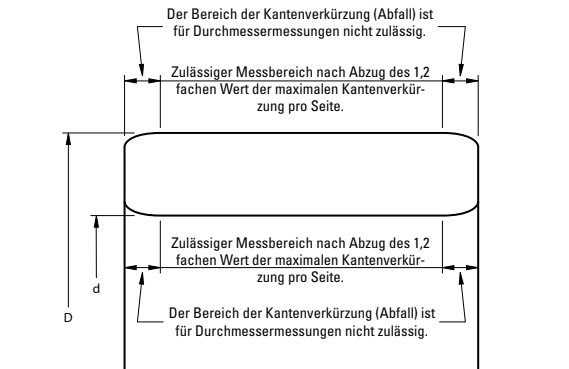 Der Bereich der Kantenverkürzung (Abfall) ist
für Durchmessermessungen nicht zulässig.
Zulässiger Messbereich nach Abzug des 1,2
fachen Wert der maximalen Kantenverkür-
zung pro Seite.
Zulässiger Messbereich nach Abzug des 1,2
fachen Wert der maximalen Kantenverkür-
zung pro Seite.
d
Der Bereich der Kantenverkürzung (Abfall) ist
D
für Durchmessermessungen nicht zulässig.